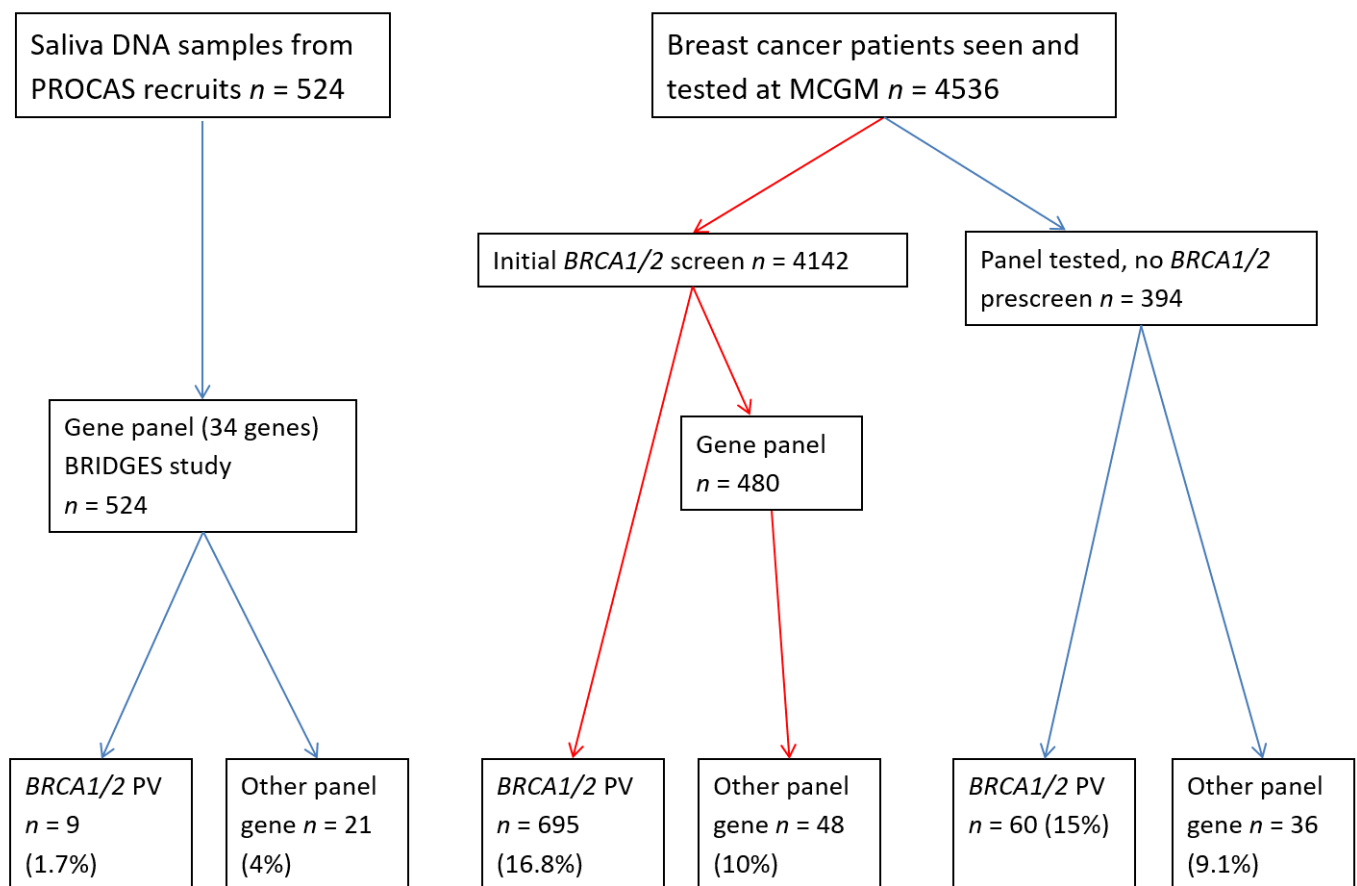 Saliva DNA samples from
PROCAS recruits n = 524
Breast cancer patients seen and
tested at MCGM n = 4536
Initial BRCA1/2 screen n = 4142
Panel tested, no BRCA1/2
prescreen n = 394
Gene panel (34 genes)
BRIDGES study
n = 524
Gene panel
n = 480
BRCA1/2 PV
n = 9
(1.7%)
Other panel
gene n = 21
(4%)
BRCA1/2 PV
n = 695
(16.8%)
Other panel
gene n = 48
(10%)
BRCA1/2 PV
n = 60 (15%)
Other panel
gene n = 36
(9.1%)